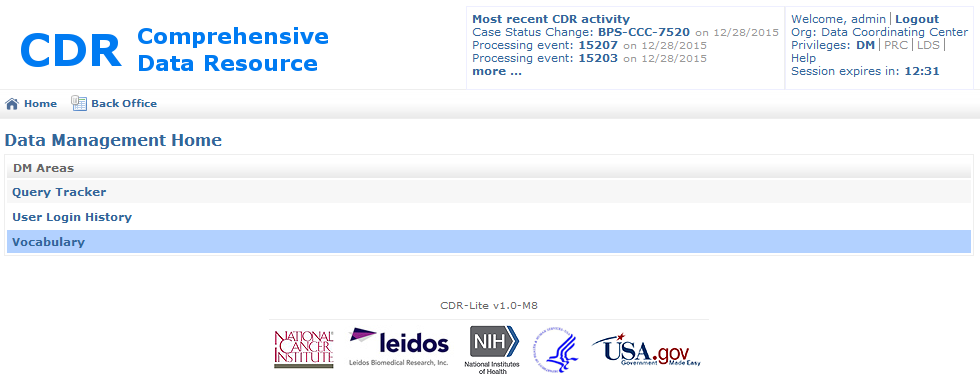 CDR Comprehensive
Data Resource
Most recent CDR activity
Case Status Change: BPS-CCC-7520 on 12/28/2015
Processing event: 15207 on 12/28/2015
Processing event: 15203 on 12/28/2015
more ...
Welcome, admin | Logout
Org: Data Coordinating Center
Privileges: DM | PRC | LDS |
Help
Session expires in: 12:31
Home Back Office
Data Management Home
DM Areas
Query Tracker
User Login History
Vocabulary
CDR-Lite v1.0-M8
NATIONAL
CANCER
INSTITUTE
leidos
Leidos Biomedical Research, Inc.
NIH
National Institutes
of Health
USA.gov
Government Made Easy